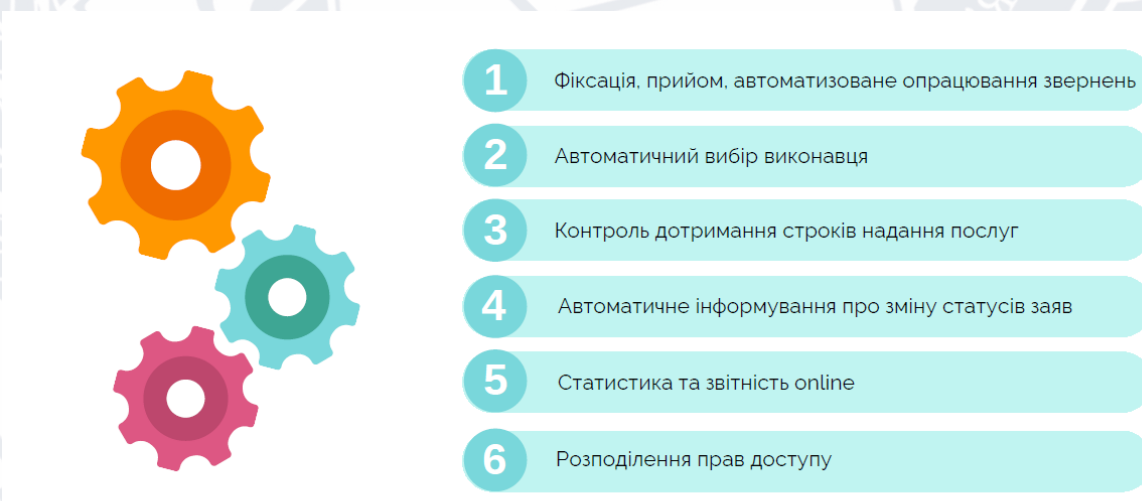 1 Фіксація, прийом, автоматизоване опрацювання звернень
2 Автоматичний вибір виконавця
3 Контроль дотримання строків надання послуг
4 Автоматичне інформування про зміну статусів заяв
5 Статистика та звітність online
6 Розподілення прав доступу